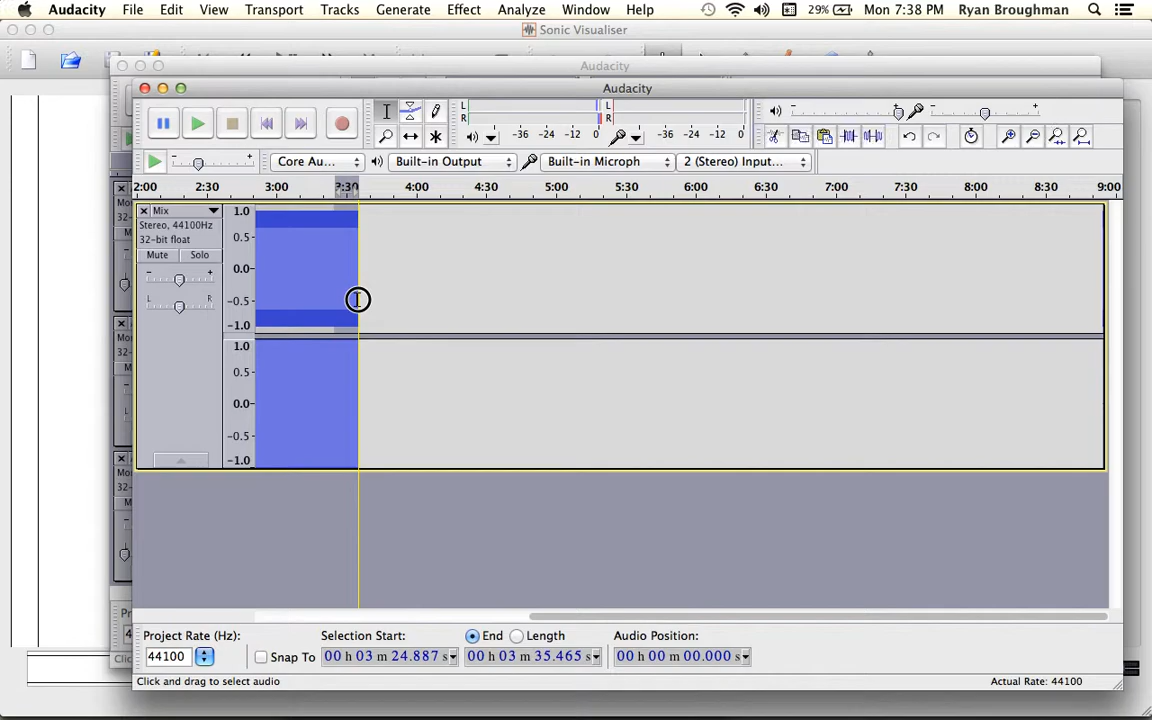 Audacity File Edit View Transport Tracks Generate Effect Analyze Window Help 29% Mon 7:38 PM Ryan Broughman
Sonic Visualiser
Audacity
Audacity
L
R
-36 -24 -12 0
L
R
-36 -24 -12 0
- +
- +
- + Core Au... Built-in Output Built-in Microph 2 (Stereo) Input...
2:00 2:30 3:00 3:30 4:00 4:30 5:00 5:30 6:00 6:30 7:00 7:30 8:00 8:30 9:00
Mix
Stereo, 44100Hz
32-bit float
Mute Solo
- +
L R
1.0
0.5
0.0
-0.5
-1.0
1.0
0.5
0.0
-0.5
-1.0
Project Rate (Hz): Selection Start: End Length Audio Position:
44100 Snap To 00 h 03 m 24.887 s 00 h 03 m 35.465 s 00 h 00 m 00.000 s
Click and drag to select audio Actual Rate: 44100